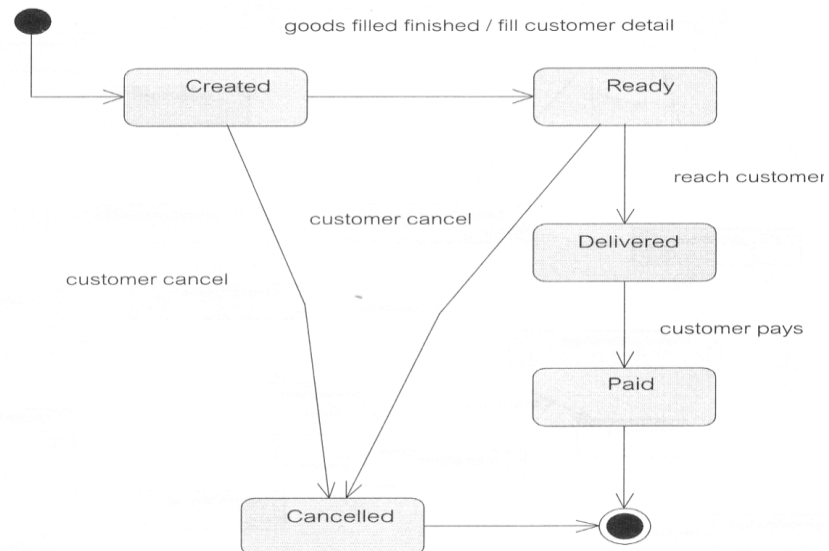 goods filled finished / fill customer detail
Created
Ready
reach customer
customer cancel
Delivered
customer cancel
customer pays
Paid
Cancelled